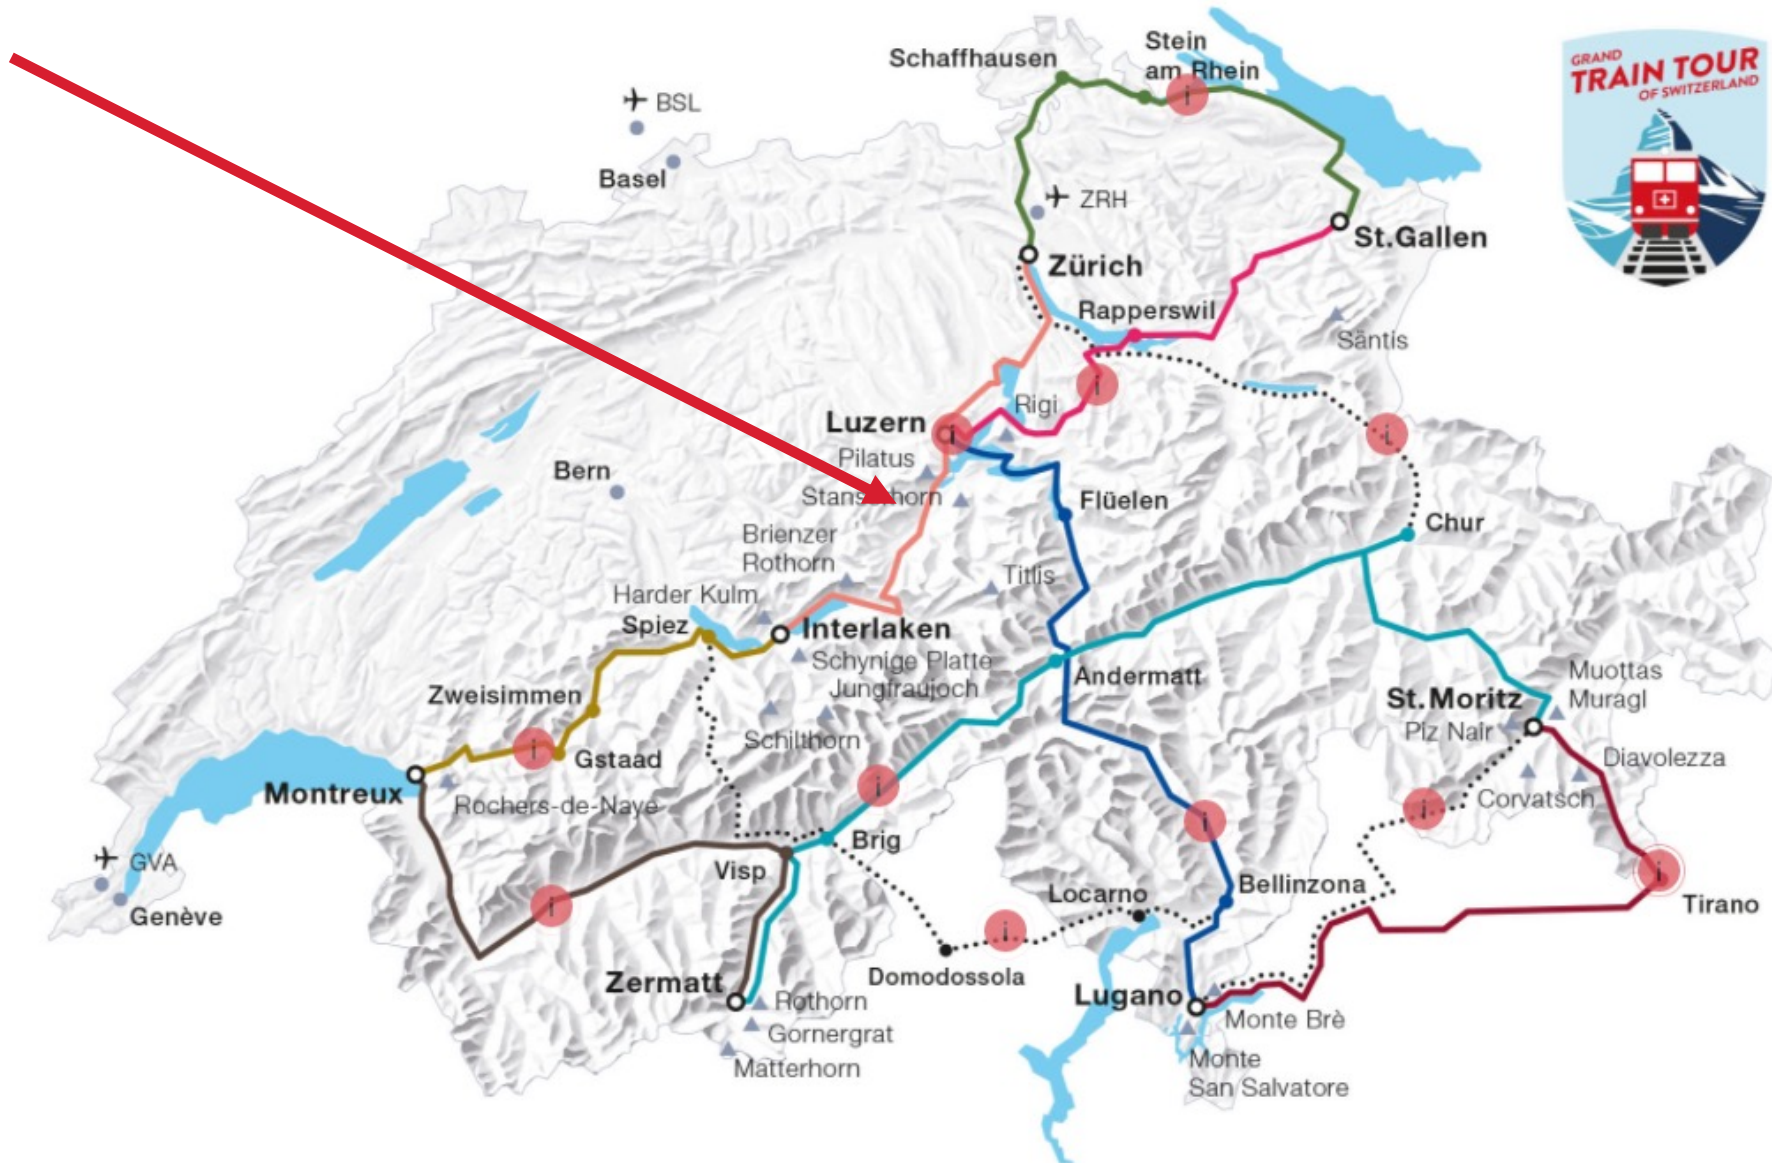 GRAND
TRAIN TOUR
OF SWITZERLAND
Stein
am Rhein
Schaffhausen
BSL
Basel
ZRH
St.Gallen
Zürich
Rapperswil
Säntis
Rigi
Luzern
Pilatus
Bern
Stanserhorn
Flüelen
Chur
Brienzer
Rothorn
Titlis
Harder Kulm
Spiez
Interlaken
Schynige Platte
Jungfraujoch
Andermatt
Muottas
Muragl
Zweisimmen
St.Moritz
Piz Nair
Schilthorn
Gstaad
Diavolezza
Montreux
Rochers-de-Naye
Corvatsch
Brig
GVA
Visp
Bellinzona
Locarno
Tirano
Genève
Domodossola
Zermatt
Lugano
Rothorn
Monte Brè
Gornergrat
Matterhorn
Monte
San Salvatore
i
i
i
i
i
i
i
i
i
i
i